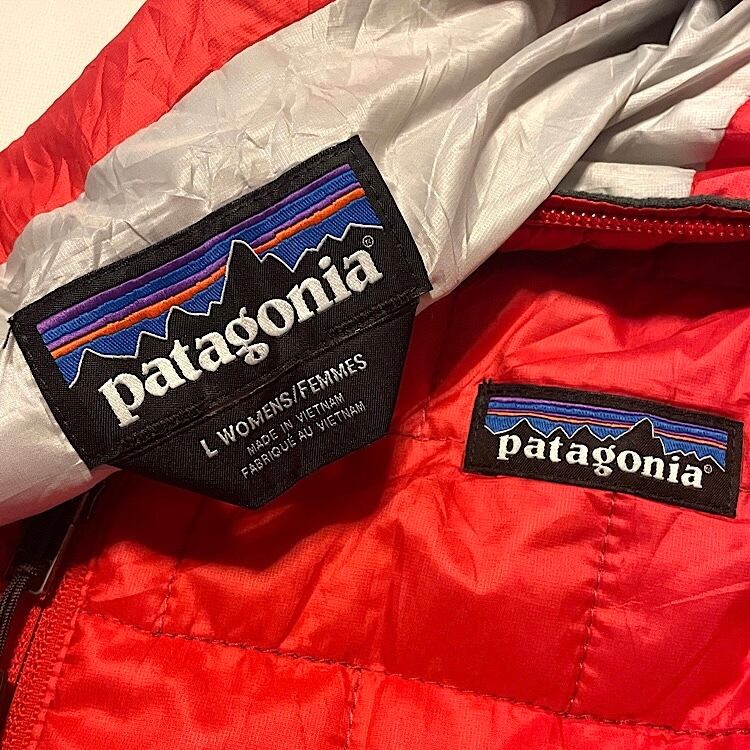 patagonia®
L WOMENS/FEMMES
MADE IN VIETNAM
FABRIQUÉ AU VIETNAM
patagonia®